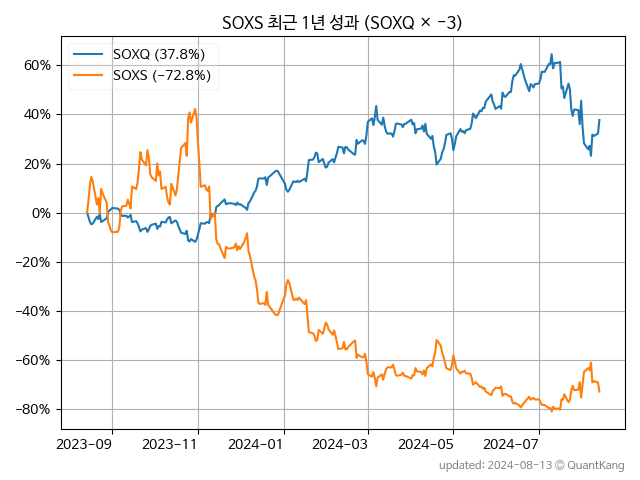 SOXS 최근 1년 성과 (SOXQ × −3)
SOXQ (37.8%)
SOXS (−72.8%)
60%
40%
20%
0%
−20%
−40%
−60%
−80%
2023-09 2023-11 2024-01 2024-03 2024-05 2024-07
updated: 2024-08-13 © QuantKang